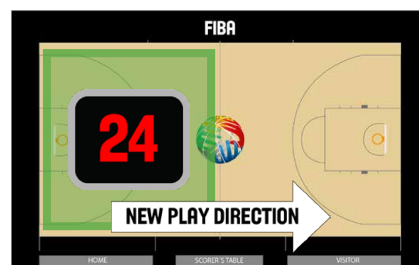 FIBA
24
NEW PLAY DIRECTION
HOME
SCORER'S TABLE
VISITOR